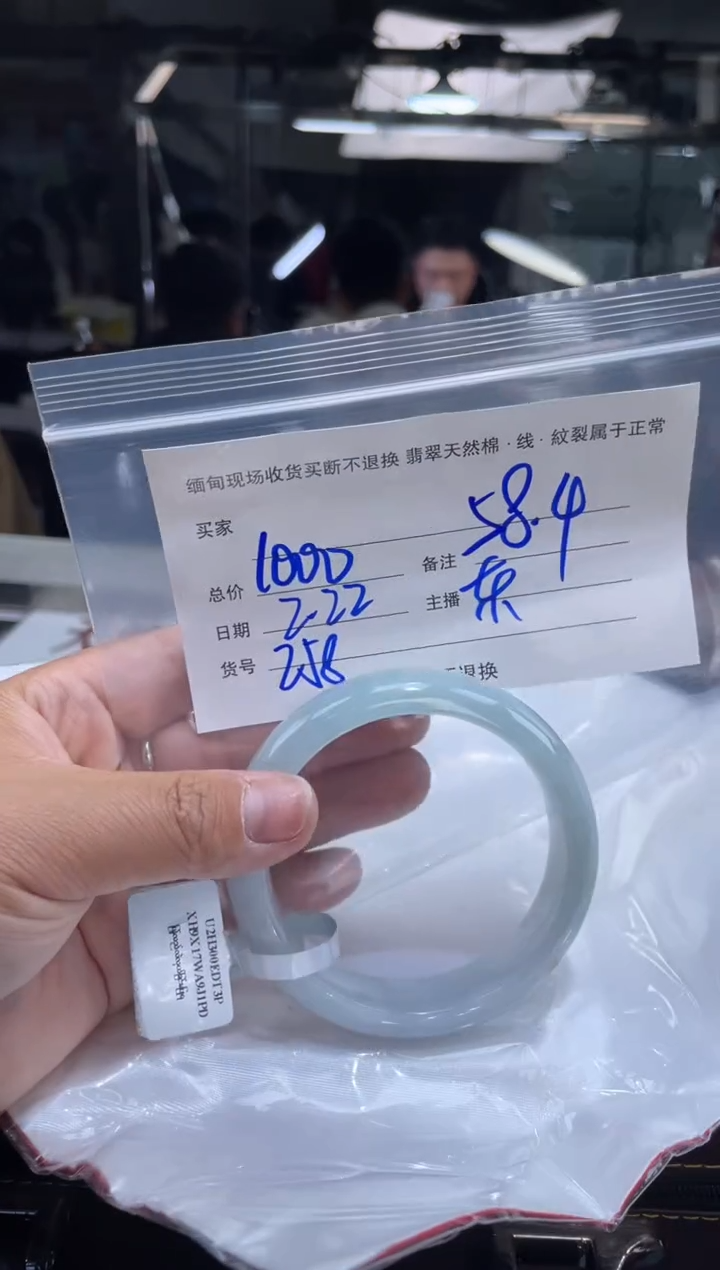 缅甸现场收货买断不退换 翡翠天然棉·线·紋裂属于正常
买家
总价 1000 备注 58.4
日期 2.22 主播 东
货号 258
退换
U2H300EDT3P